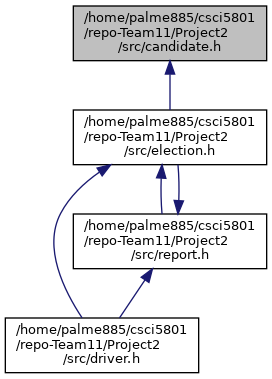 /home/palme885/csci5801
/repo-Team11/Project2
/src/candidate.h
/home/palme885/csci5801
/repo-Team11/Project2
/src/election.h
/home/palme885/csci5801
/repo-Team11/Project2
/src/report.h
/home/palme885/csci5801
/repo-Team11/Project2
/src/driver.h